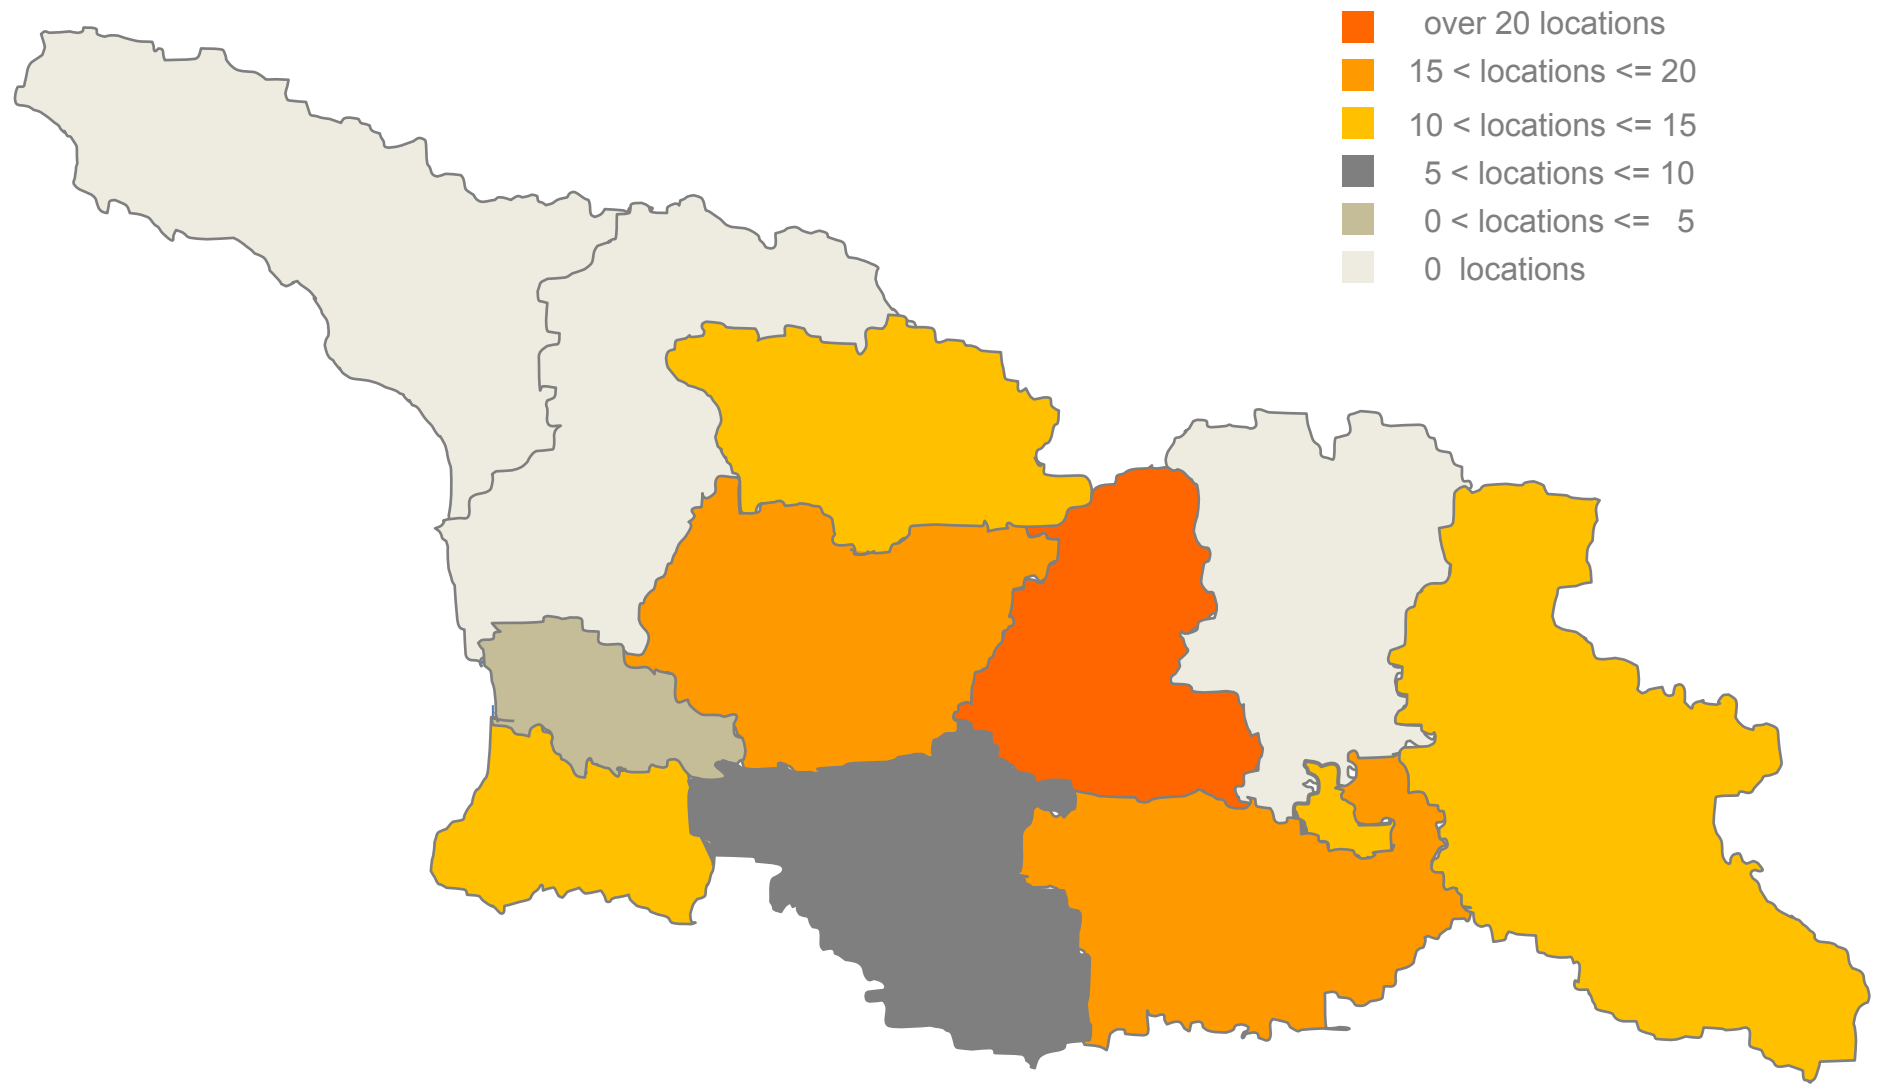 over 20 locations
15 < locations <= 20
10 < locations <= 15
5 < locations <= 10
0 < locations <= 5
0 locations